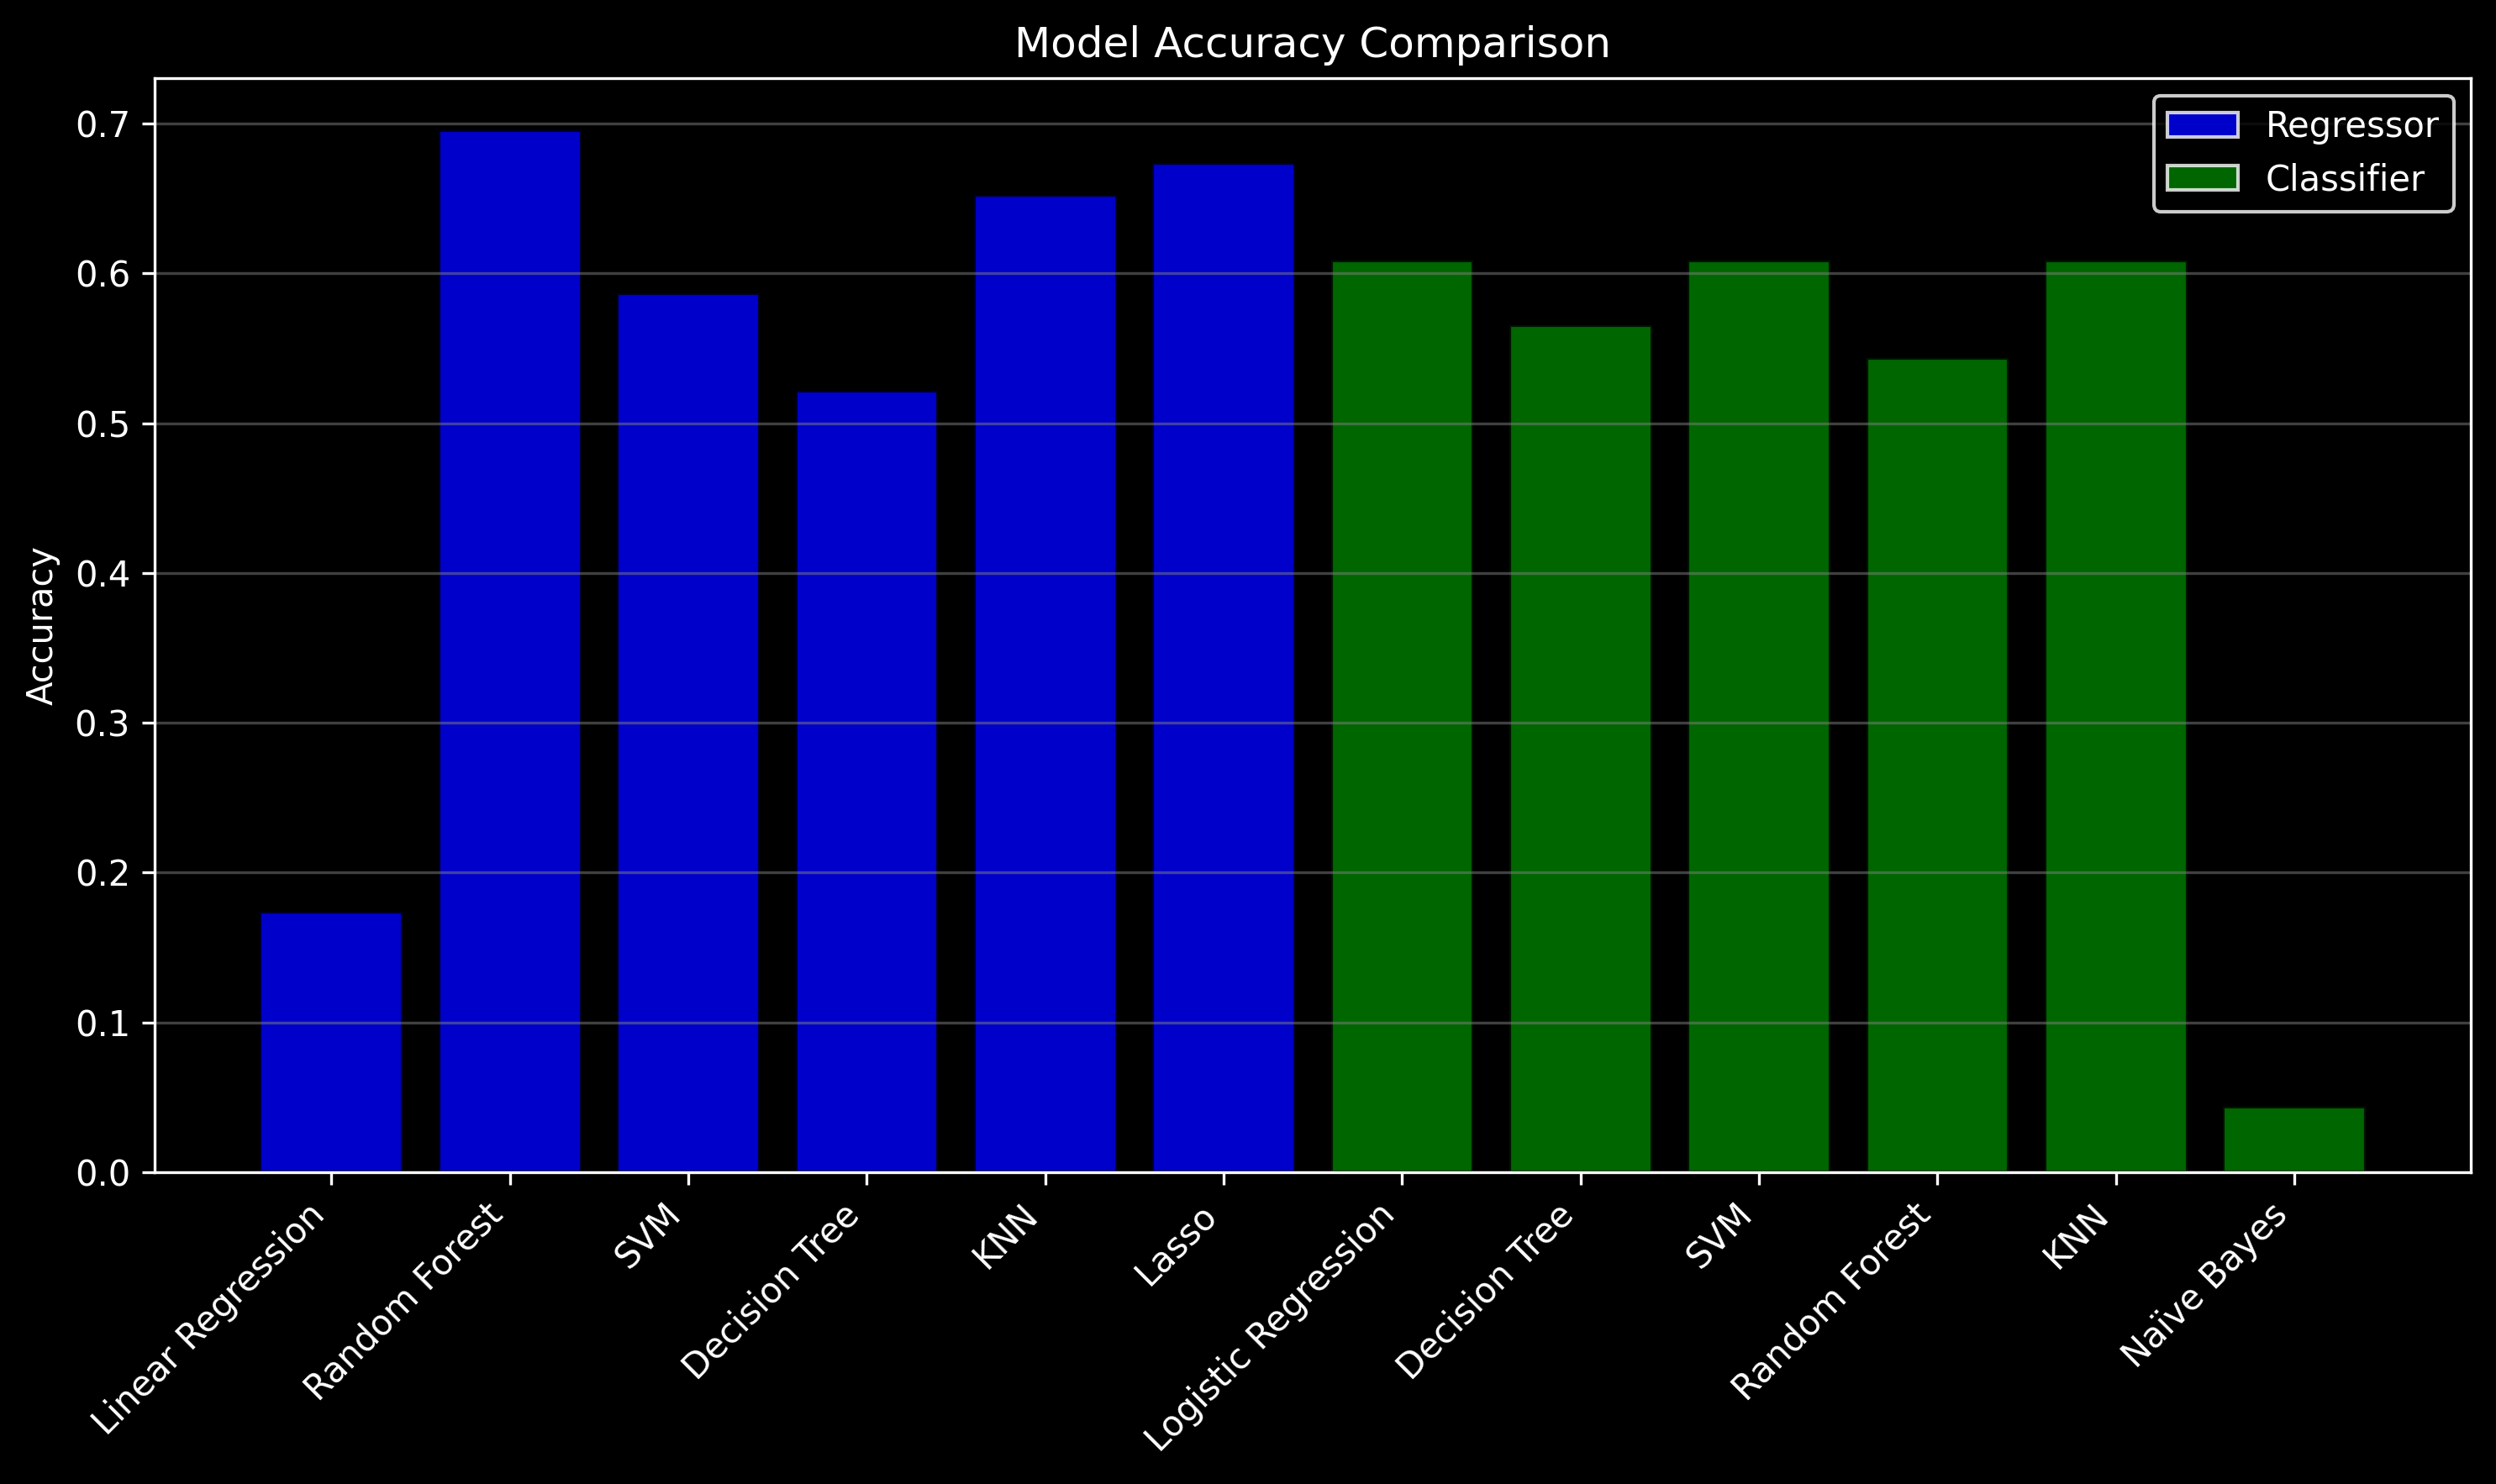 Model Accuracy Comparison
Regressor
Classifier
Accuracy
0.7
0.6
0.5
0.4
0.3
0.2
0.1
0.0
Linear Regression
Random Forest
SVM
Decision Tree
KNN
Lasso
Logistic Regression
Decision Tree
SVM
Random Forest
KNN
Naïve Bayes